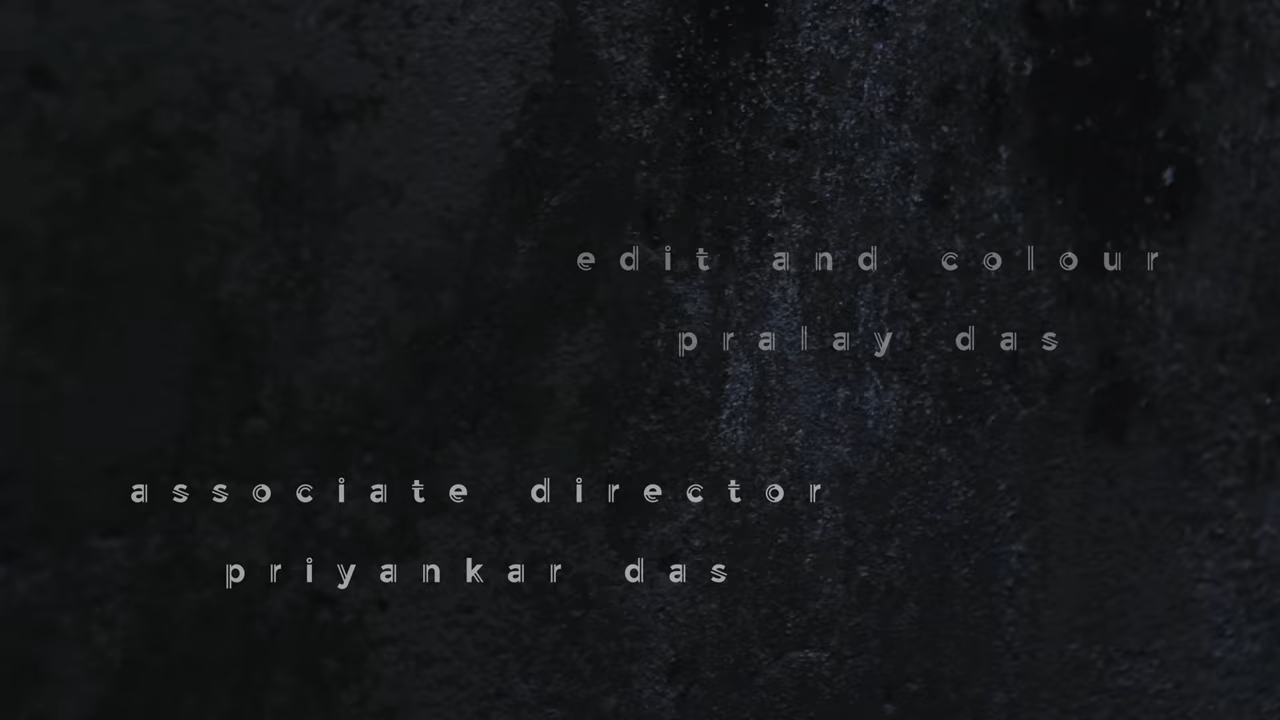 edit and colour
pralay das
associate director
priyankar das